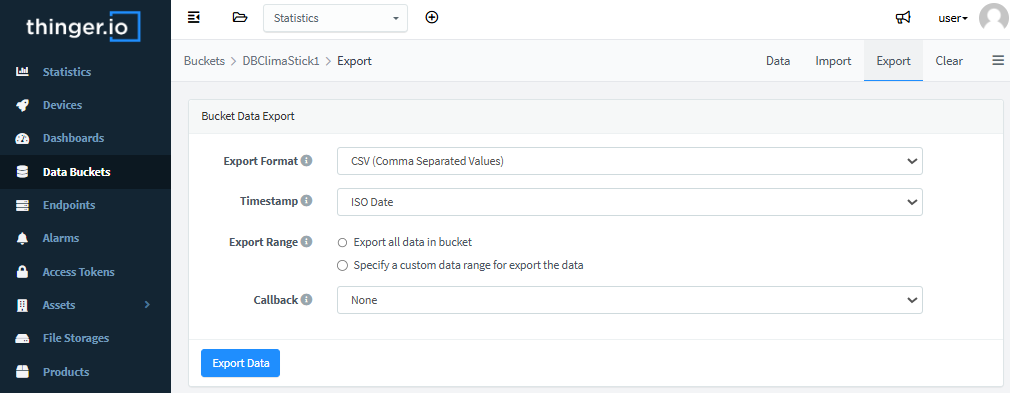 thinger.io
Statistics
user
Statistics
Devices
Dashboards
Data Buckets
Endpoints
Alarms
Access Tokens
Assets
File Storages
Products
Buckets > DBClimaStick1 > Export
Data Import Export Clear
Bucket Data Export
Export Format CSV (Comma Separated Values)
Timestamp ISO Date
Export Range Export all data in bucket
Specify a custom data range for export the data
Callback None
Export Data